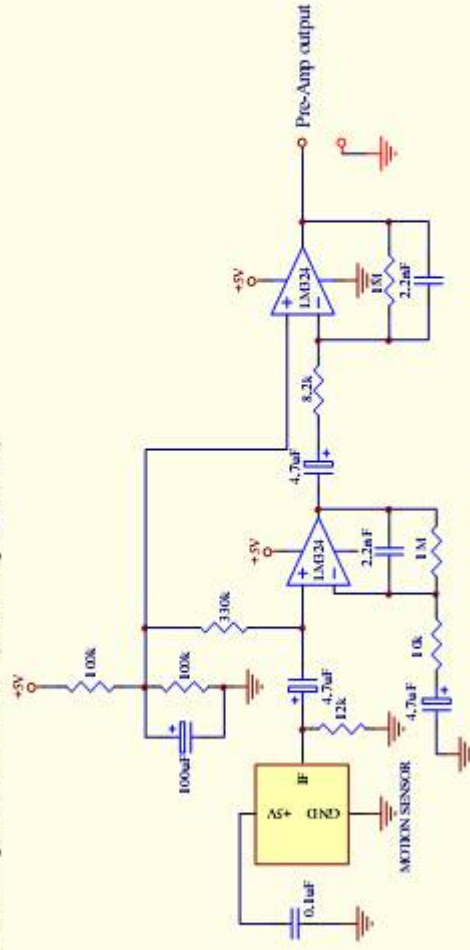 +5V
100k
100k
100uF
330k
4.7uF
12k
IF
+5V
GND
0.1uF
MOTION SENSOR
+5V
LM324
2.2nF
1M
10k
4.7uF
4.7uF
8.2k
+5V
LM324
1M
2.2nF
Pre-Amp output